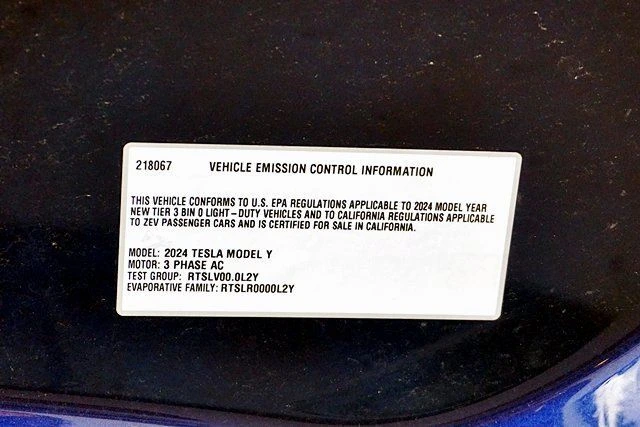 218067 VEHICLE EMISSION CONTROL INFORMATION
THIS VEHICLE CONFORMS TO U.S. EPA REGULATIONS APPLICABLE TO 2024 MODEL YEAR
NEW TIER 3 BIN 0 LIGHT-DUTY VEHICLES AND TO CALIFORNIA REGULATIONS APPLICABLE
TO ZEV PASSENGER CARS AND IS CERTIFIED FOR SALE IN CALIFORNIA.
MODEL: 2024 TESLA MODEL Y
MOTOR: 3 PHASE AC
TEST GROUP: RTSLV00.0L2Y
EVAPORATIVE FAMILY: RTSLR0000L2Y